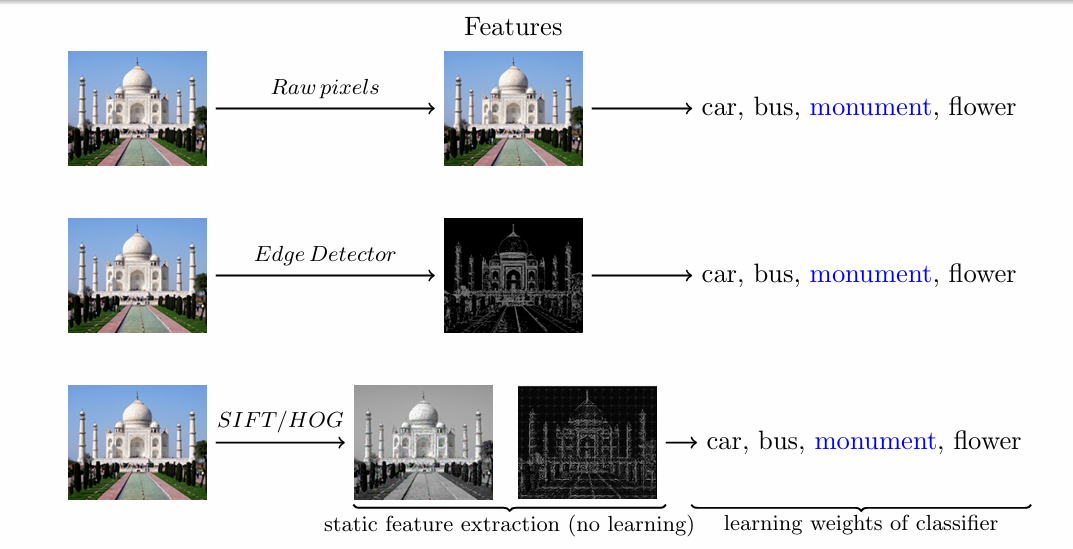 Features
Raw pixels
car, bus, monument, flower
Edge Detector
car, bus, monument, flower
SIFT/HOG
car, bus, monument, flower
static feature extraction (no learning)
learning weights of classifier